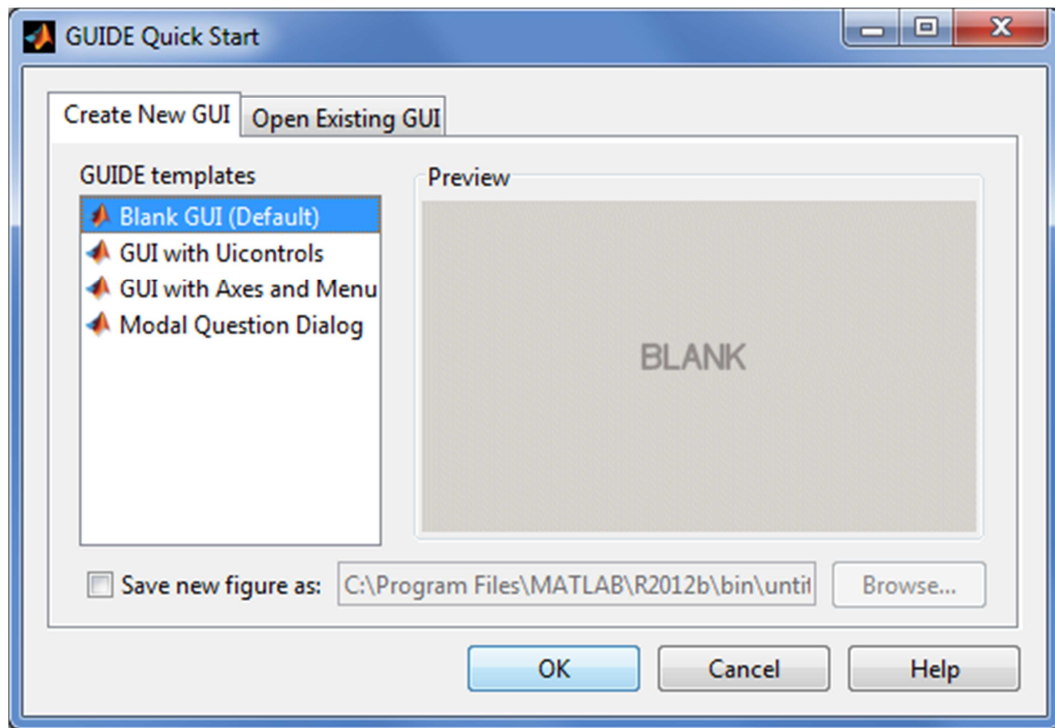 GUIDE Quick Start
Create New GUI
Open Existing GUI
GUIDE templates
Blank GUI (Default)
GUI with Uicontrols
GUI with Axes and Menu
Modal Question Dialog
Preview
BLANK
Save new figure as:
C:\Program Files\MATLAB\R2012b\bin\untit
Browse...
OK
Cancel
Help